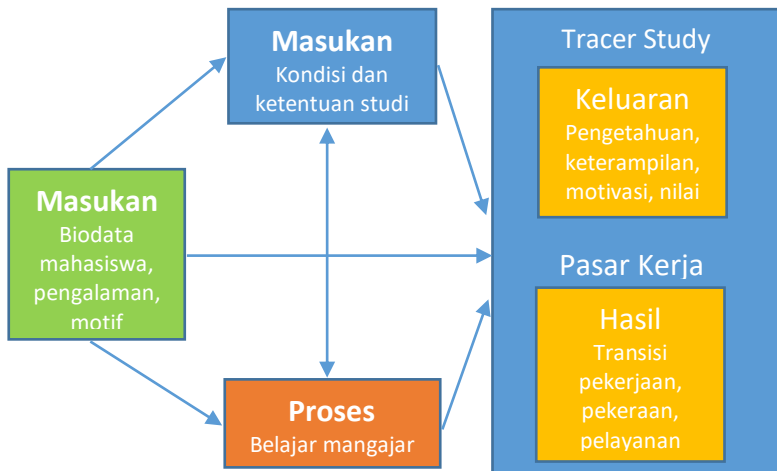 Masukan
Kondisi dan
ketentuan studi
Masukan
Biodata
mahasiswa,
pengalaman,
motif
Proses
Belajar mangajar
Tracer Study
Keluaran
Pengetahuan,
keterampilan,
motivasi, nilai
Pasar Kerja
Hasil
Transisi
pekerjaan,
pekeraan,
pelayanan